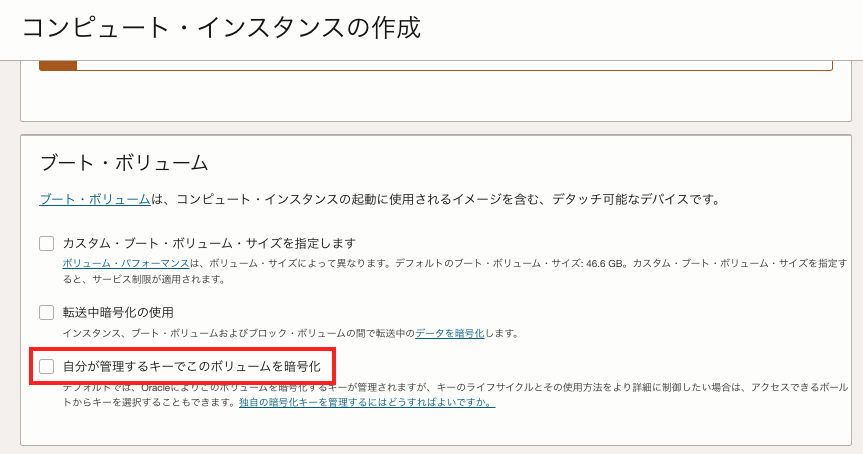 コンピュート・インスタンスの作成
ブート・ボリューム
ブート・ボリュームは、コンピュート・インスタンスの起動に使用されるイメージを含む、デタッチ可能なデバイスです。
カスタム・ブート・ボリューム・サイズを指定します
ボリューム・パフォーマンスは、ボリューム・サイズによって異なります。デフォルトのブート・ボリューム・サイズ: 46.6 GB。カスタム・ブート・ボリューム・サイズを指定す
ると、サービス制限が適用されます。
転送中暗号化の使用
インスタンス、ブート・ボリュームおよびブロック・ボリュームの間で転送中のデータを暗号化します。
自分が管理するキーでこのボリュームを暗号化
デフォルトでは、Oracleによりこのボリュームを暗号化するキーが管理されますが、キーのライフサイクルとその使用方法をより詳細に制御したい場合は、アクセスできるボール
トからキーを選択することもできます。独自の暗号化キーを管理するにはどうすればよいですか。